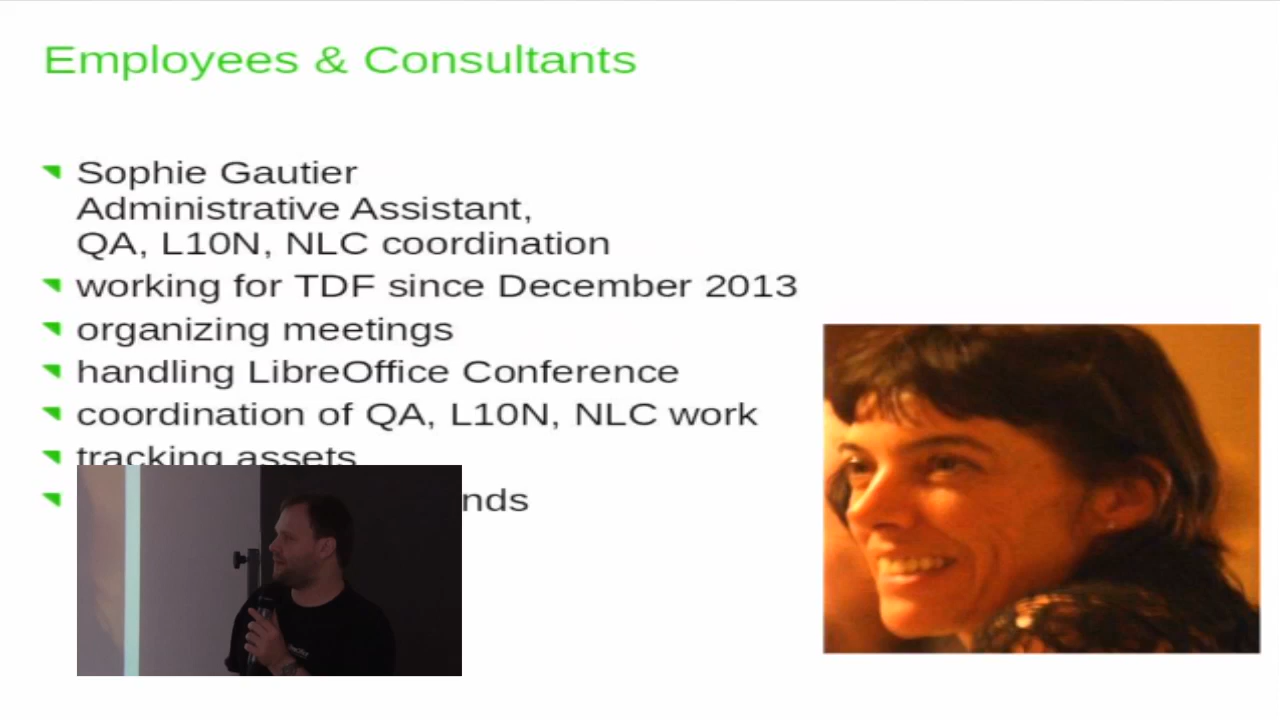 Employees & Consultants
Sophie Gautier
Administrative Assistant,
QA, L10N, NLC coordination
working for TDF since December 2013
organizing meetings
handling LibreOffice Conference
coordination of QA, L10N, NLC work
tracking assets